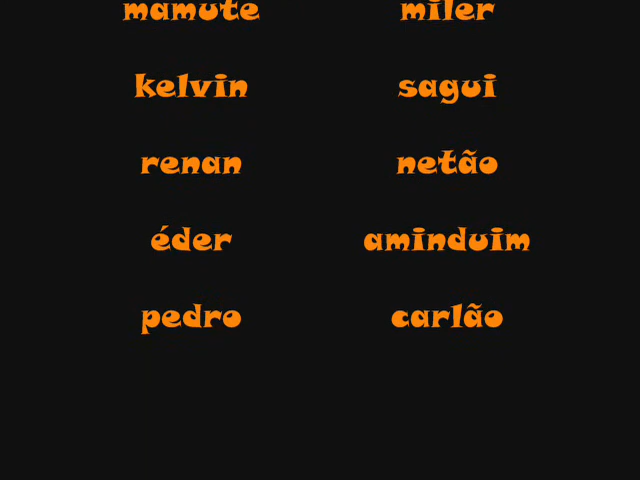 mamute miler
kelvin sagui
renan netão
éder aminduim
pedro carlão